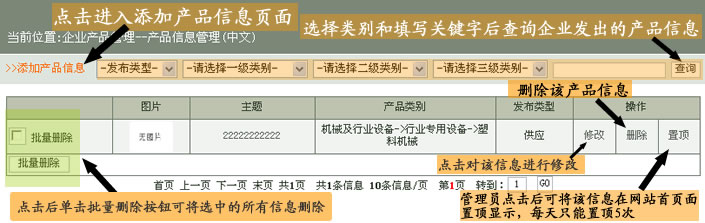 点击进入添加产品信息页面
选择类别和填写关键字后查询企业发出的产品信息
当前位置:企业产品管理--产品信息管理(中文)
>>添加产品信息 -发布类型- -请选择一级类别- -请选择二级类别- -请选择三级类别- 查询
删除该产品信息
图片 主题 产品类别 发布类型 操作
批量删除 无图片 22222222222 机械及行业设备->行业专用设备->塑料机械 供应 修改 删除 置顶
批量删除
点击对该信息进行修改
首页 上一页 下一页 末页 共1页 共1条信息 10条信息/页 第1页 转到: 1 GO
点击后单击批量删除按钮可将选中的所有信息删除
管理员点击后可将该信息在网站首页面
置顶显示，每天只能置顶5次